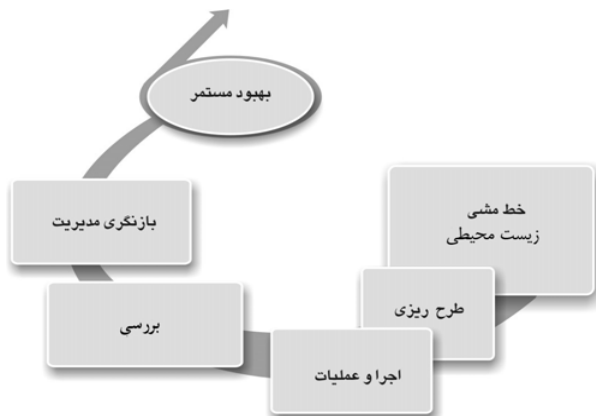 بهبود مستمر
بازنگری مدیریت
خط مشی
زیست محیطی
طرح ریزی
بررسی
اجرا و عملیات